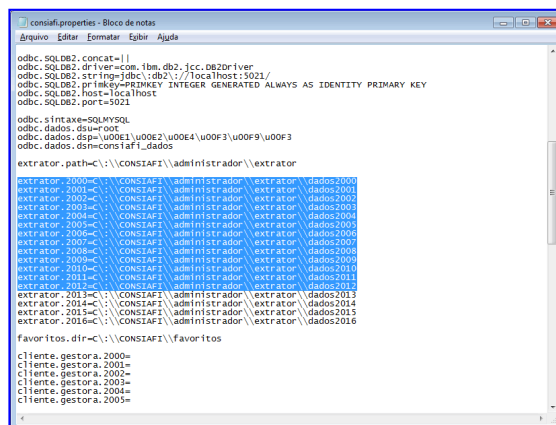 consiafi.properties - Bloco de notas
Arquivo Editar Formatar Exibir Ajuda
odbc.SQLDB2.concat=||
odbc.SQLDB2.driver=com.ibm.db2.jcc.DB2Driver
odbc.SQLDB2.string=jdbc\:db2\://localhost:5021/
odbc.SQLDB2.primkey=PRIMKEY INTEGER GENERATED ALWAYS AS IDENTITY PRIMARY KEY
odbc.SQLDB2.host=localhost
odbc.SQLDB2.port=5021
odbc.sintaxe=SQLMYSQL
odbc.dados.dsu=root
odbc.dados.dsp=\u00E1\u00E2\u00E4\u00F3\u00F9\u00F3
odbc.dados.dsn=consiafi_dados
extrator.path=C\:\\CONSIAFI\\administrador\\extrator
extrator.2000=C\:\\CONSIAFI\\administrador\\extrator\\dados2000
extrator.2001=C\:\\CONSIAFI\\administrador\\extrator\\dados2001
extrator.2002=C\:\\CONSIAFI\\administrador\\extrator\\dados2002
extrator.2003=C\:\\CONSIAFI\\administrador\\extrator\\dados2003
extrator.2004=C\:\\CONSIAFI\\administrador\\extrator\\dados2004
extrator.2005=C\:\\CONSIAFI\\administrador\\extrator\\dados2005
extrator.2006=C\:\\CONSIAFI\\administrador\\extrator\\dados2006
extrator.2007=C\:\\CONSIAFI\\administrador\\extrator\\dados2007
extrator.2008=C\:\\CONSIAFI\\administrador\\extrator\\dados2008
extrator.2009=C\:\\CONSIAFI\\administrador\\extrator\\dados2009
extrator.2010=C\:\\CONSIAFI\\administrador\\extrator\\dados2010
extrator.2011=C\:\\CONSIAFI\\administrador\\extrator\\dados2011
extrator.2012=C\:\\CONSIAFI\\administrador\\extrator\\dados2012
extrator.2013=C\:\\CONSIAFI\\administrador\\extrator\\dados2013
extrator.2014=C\:\\CONSIAFI\\administrador\\extrator\\dados2014
extrator.2015=C\:\\CONSIAFI\\administrador\\extrator\\dados2015
extrator.2016=C\:\\CONSIAFI\\administrador\\extrator\\dados2016
favoritos.dir=C\:\\CONSIAFI\\favoritos
cliente.gestora.2000=
cliente.gestora.2001=
cliente.gestora.2002=
cliente.gestora.2003=
cliente.gestora.2004=
cliente.gestora.2005=